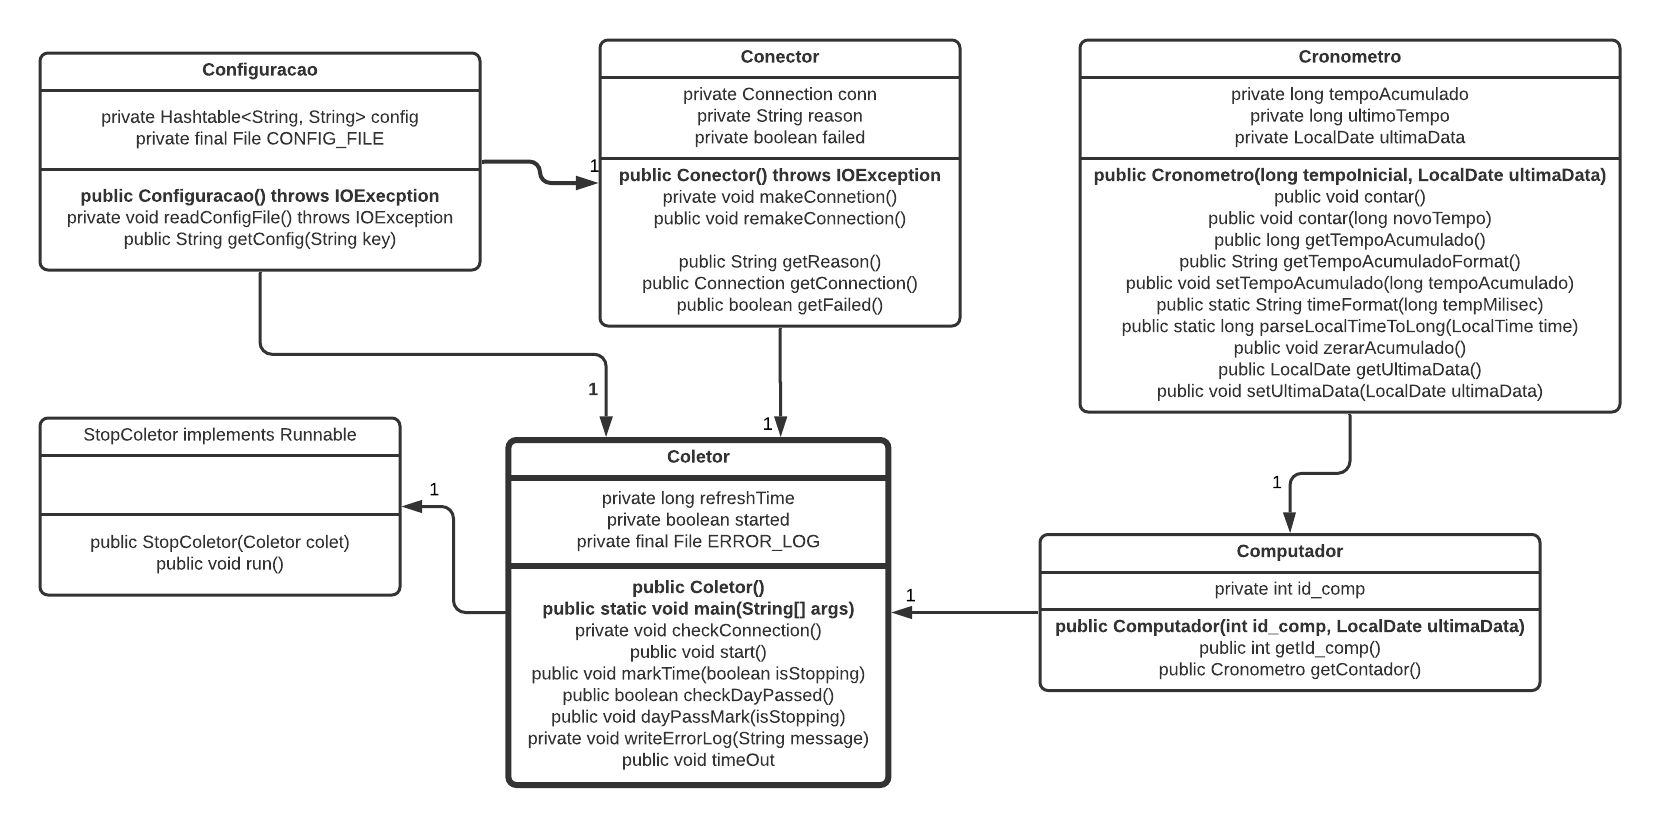 Configuracao
private Hashtable<String, String> config
private final File CONFIG_FILE
public Configuracao() throws IOExecption
private void readConfigFile() throws IOException
public String getConfig(String key)
1
Conector
private Connection conn
private String reason
private boolean failed
public Conector() throws IOException
private void makeConnetion()
public void remakeConnection()
public String getReason()
public Connection getConnection()
public boolean getFailed()
Cronometro
private long tempoAcumulado
private long ultimoTempo
private LocalDate ultimaData
public Cronometro(long tempoInicial, LocalDate ultimaData)
public void contar()
public void contar(long novoTempo)
public long getTempoAcumulado()
public String getTempoAcumuladoFormat()
public void setTempoAcumulado(long tempoAcumulado)
public static String timeFormat(long tempMilisec)
public static long parseLocalTimeToLong(LocalTime time)
public void zerarAcumulado()
public LocalDate getUltimaData()
public void setUltimaData(LocalDate ultimaData)
1
1
1
StopColetor implements Runnable
public StopColetor(Coletor colet)
public void run()
1
Coletor
private long refreshTime
private boolean started
private final File ERROR_LOG
public Coletor()
public static void main(String[] args)
private void checkConnection()
public void start()
public void markTime(boolean isStopping)
public boolean checkDayPassed()
public void dayPassMark(isStopping)
private void writeErrorLog(String message)
public void timeOut
1
Computador
private int id_comp
public Computador(int id_comp, LocalDate ultimaData)
public int getId_comp()
public Cronometro getContador()